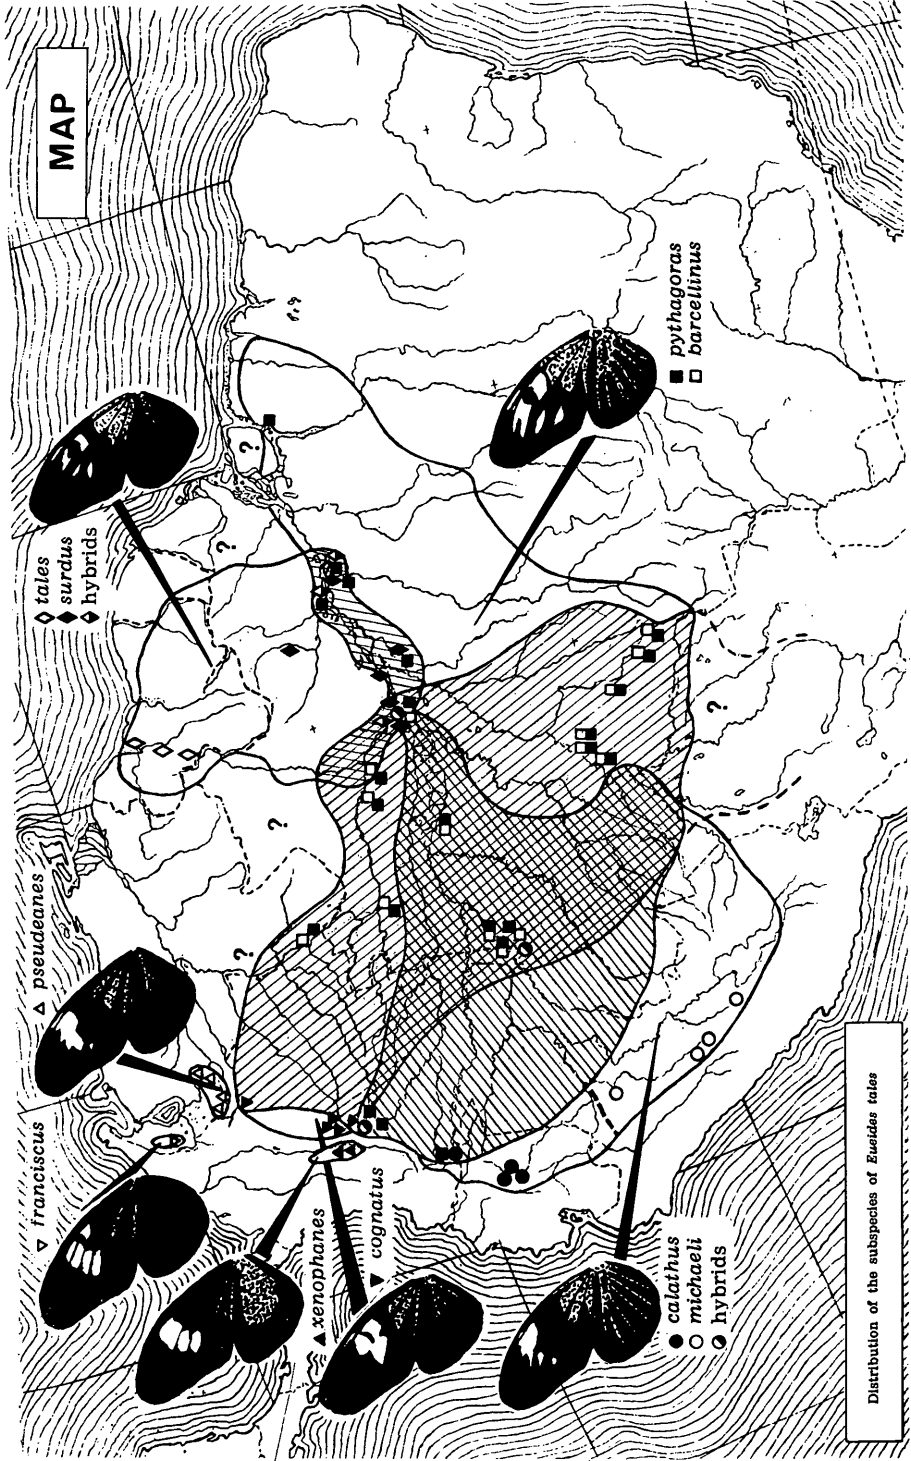 MAP
▽ franciscus
△ pseudeanes
◇ tales
◆ surdus
hybrids
▲ xenophanes
▼ cognatus
● calathus
○ michaeli
hybrids
■ pythagoras
□ barcellinus
?
?
?
?
?
?
Distribution of the subspecies of Eueides tales